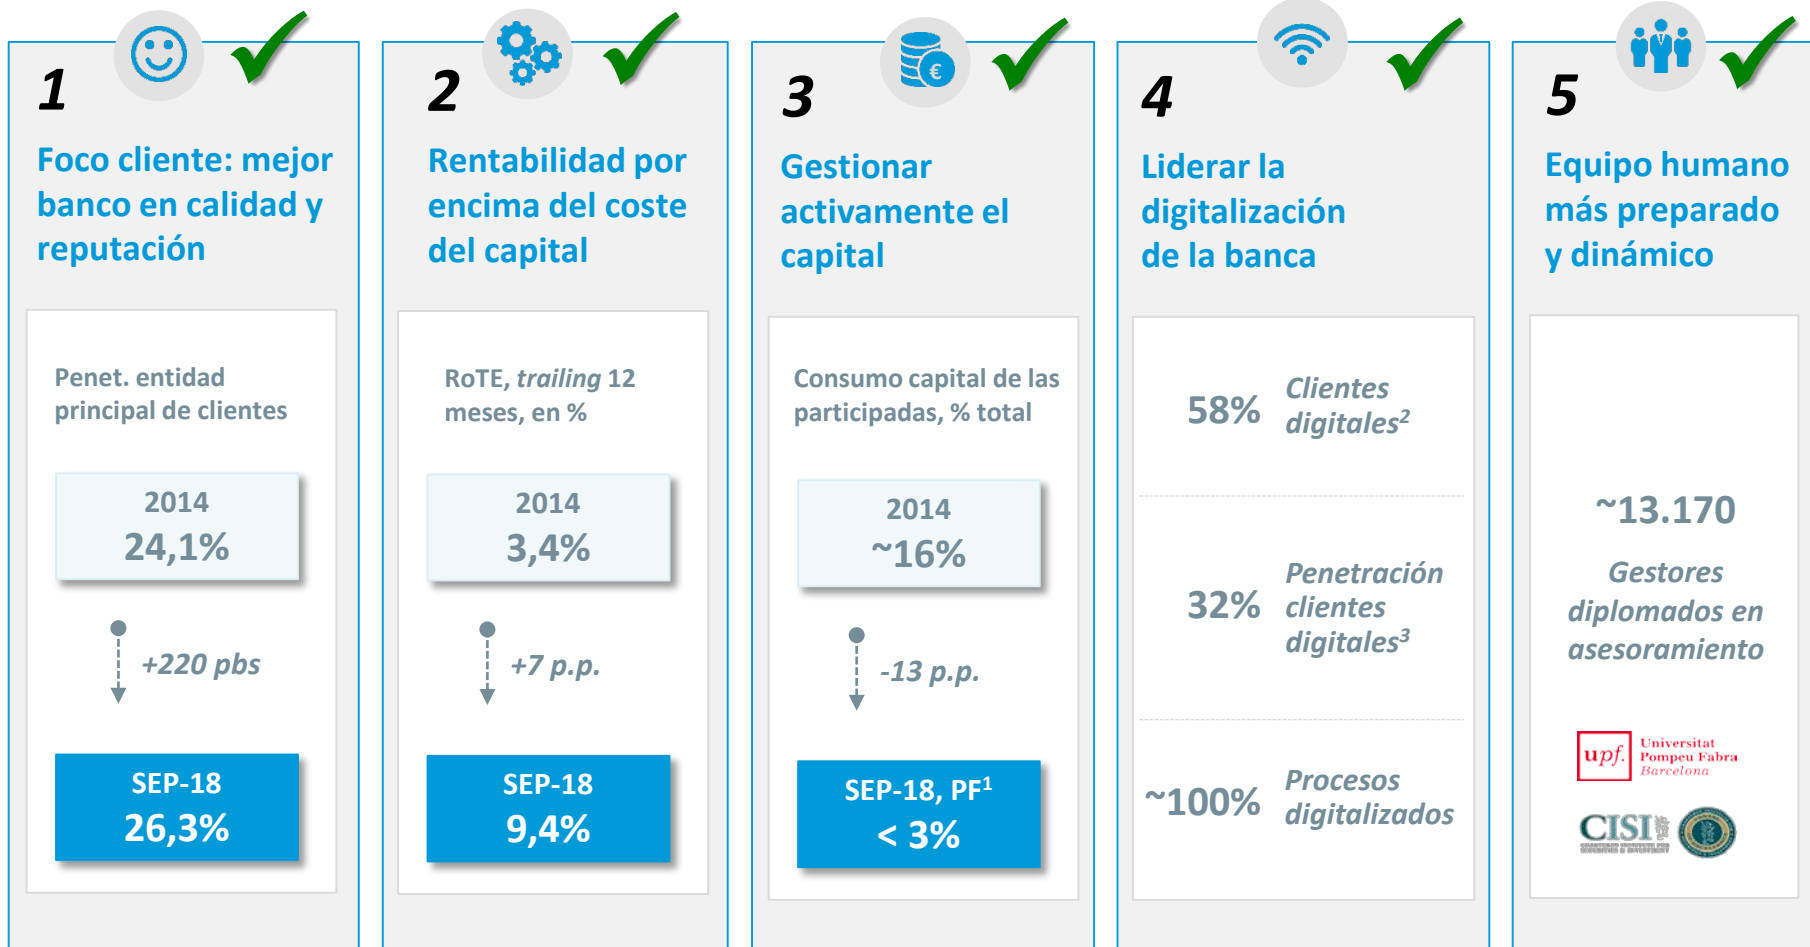 1
Foco cliente: mejor
banco en calidad y
reputación
Penet. entidad
principal de clientes
2014
24,1%
+220 pbs
SEP-18
26,3%
2
Rentabilidad por
encima del coste
del capital
RoTE, trailing 12
meses, en %
2014
3,4%
+7 p.p.
SEP-18
9,4%
3
Gestionar
activamente el
capital
Consumo capital de las
participadas, % total
2014
~16%
-13 p.p.
SEP-18, PF¹
< 3%
4
Liderar la
digitalización
de la banca
58%
Clientes
digitales²
32%
Penetración
clientes
digitales³
~100%
Procesos
digitalizados
5
Equipo humano
más preparado
y dinámico
~13.170
Gestores
diplomados en
asesoramiento
upf.
Universitat
Pompeu Fabra
Barcelona
CISI
CHARTERED INSTITUTE FOR
SECURITIES & INVESTMENT